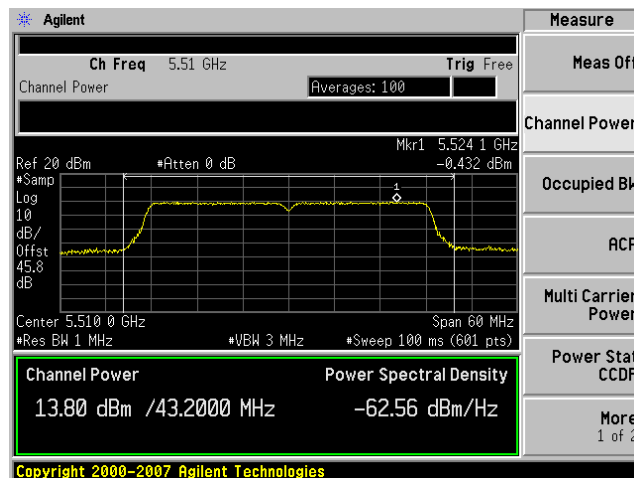 Agilent
Measure
Ch Freq 5.51 GHz Trig Free
Channel Power Averages: 100
Meas Off
Channel Power
Mkr1 5.524 1 GHz
Ref 20 dBm #Atten 0 dB -0.432 dBm
#Samp
Log
10
dB/
Offst
45.8
dB
1
Occupied BW
ACP
Multi Carrier
Power
Center 5.510 0 GHz Span 60 MHz
#Res BW 1 MHz #VBW 3 MHz #Sweep 100 ms (601 pts)
Power Stat
CCDF
Channel Power Power Spectral Density
13.80 dBm /43.2000 MHz -62.56 dBm/Hz
More
1 of 2
Copyright 2000-2007 Agilent Technologies